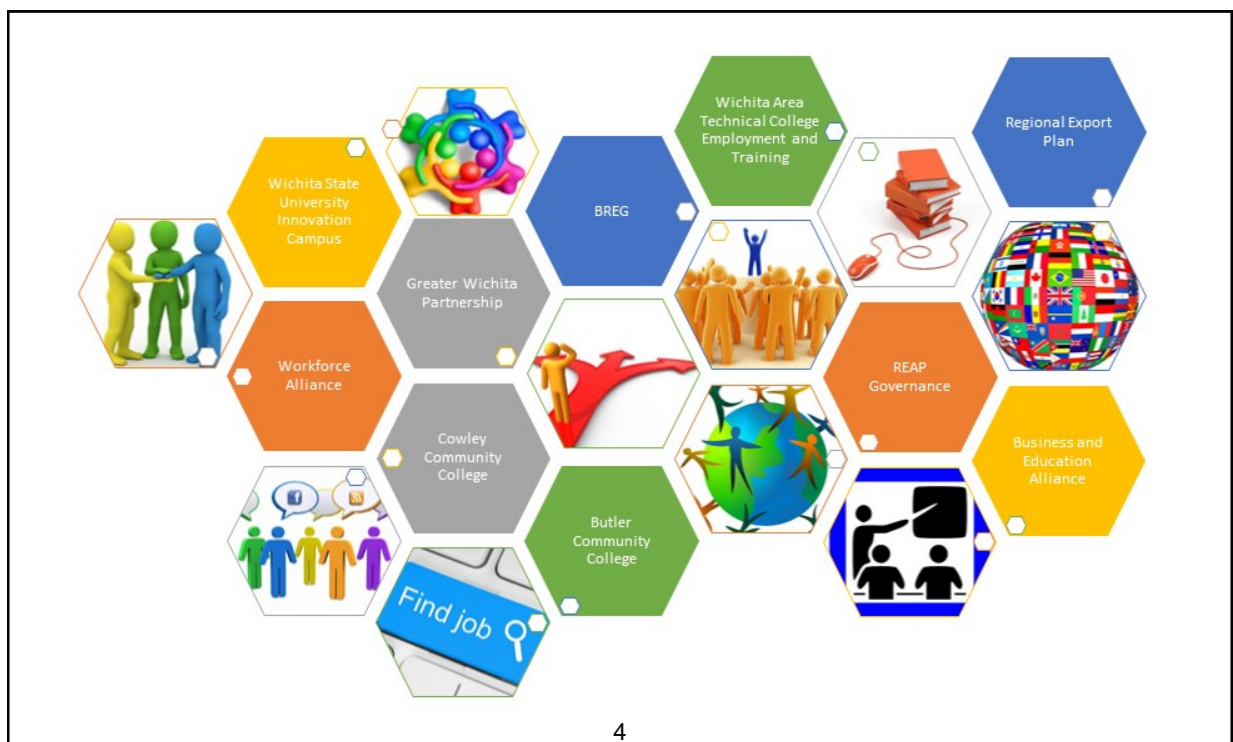 Wichita State
University
Innovation
Campus
Workforce
Alliance
Greater Wichita
Partnership
Cowley
Community
College
Find job
BREG
Butler
Community
College
Wichita Area
Technical College
Employment and
Training
REAP
Governance
Regional Export
Plan
Business and
Education
Alliance
4